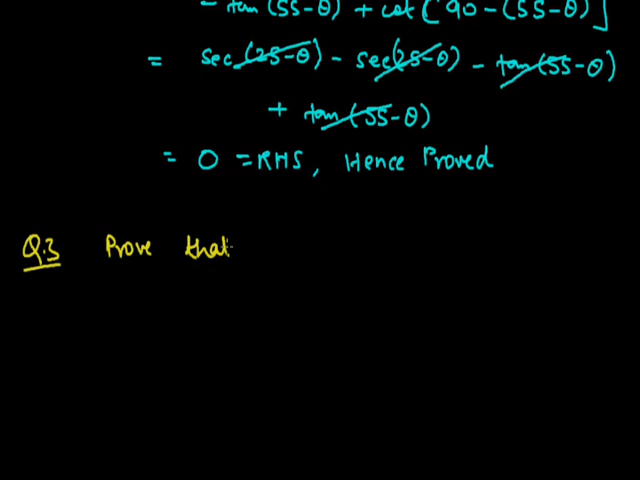 - tan (55-θ) + cot [90 - (55-θ)]
= sec (25-θ) - sec (25-θ) - tan (55-θ)
+ tan (55-θ)
= 0 = RHS, Hence Proved
Q.3 Prove that